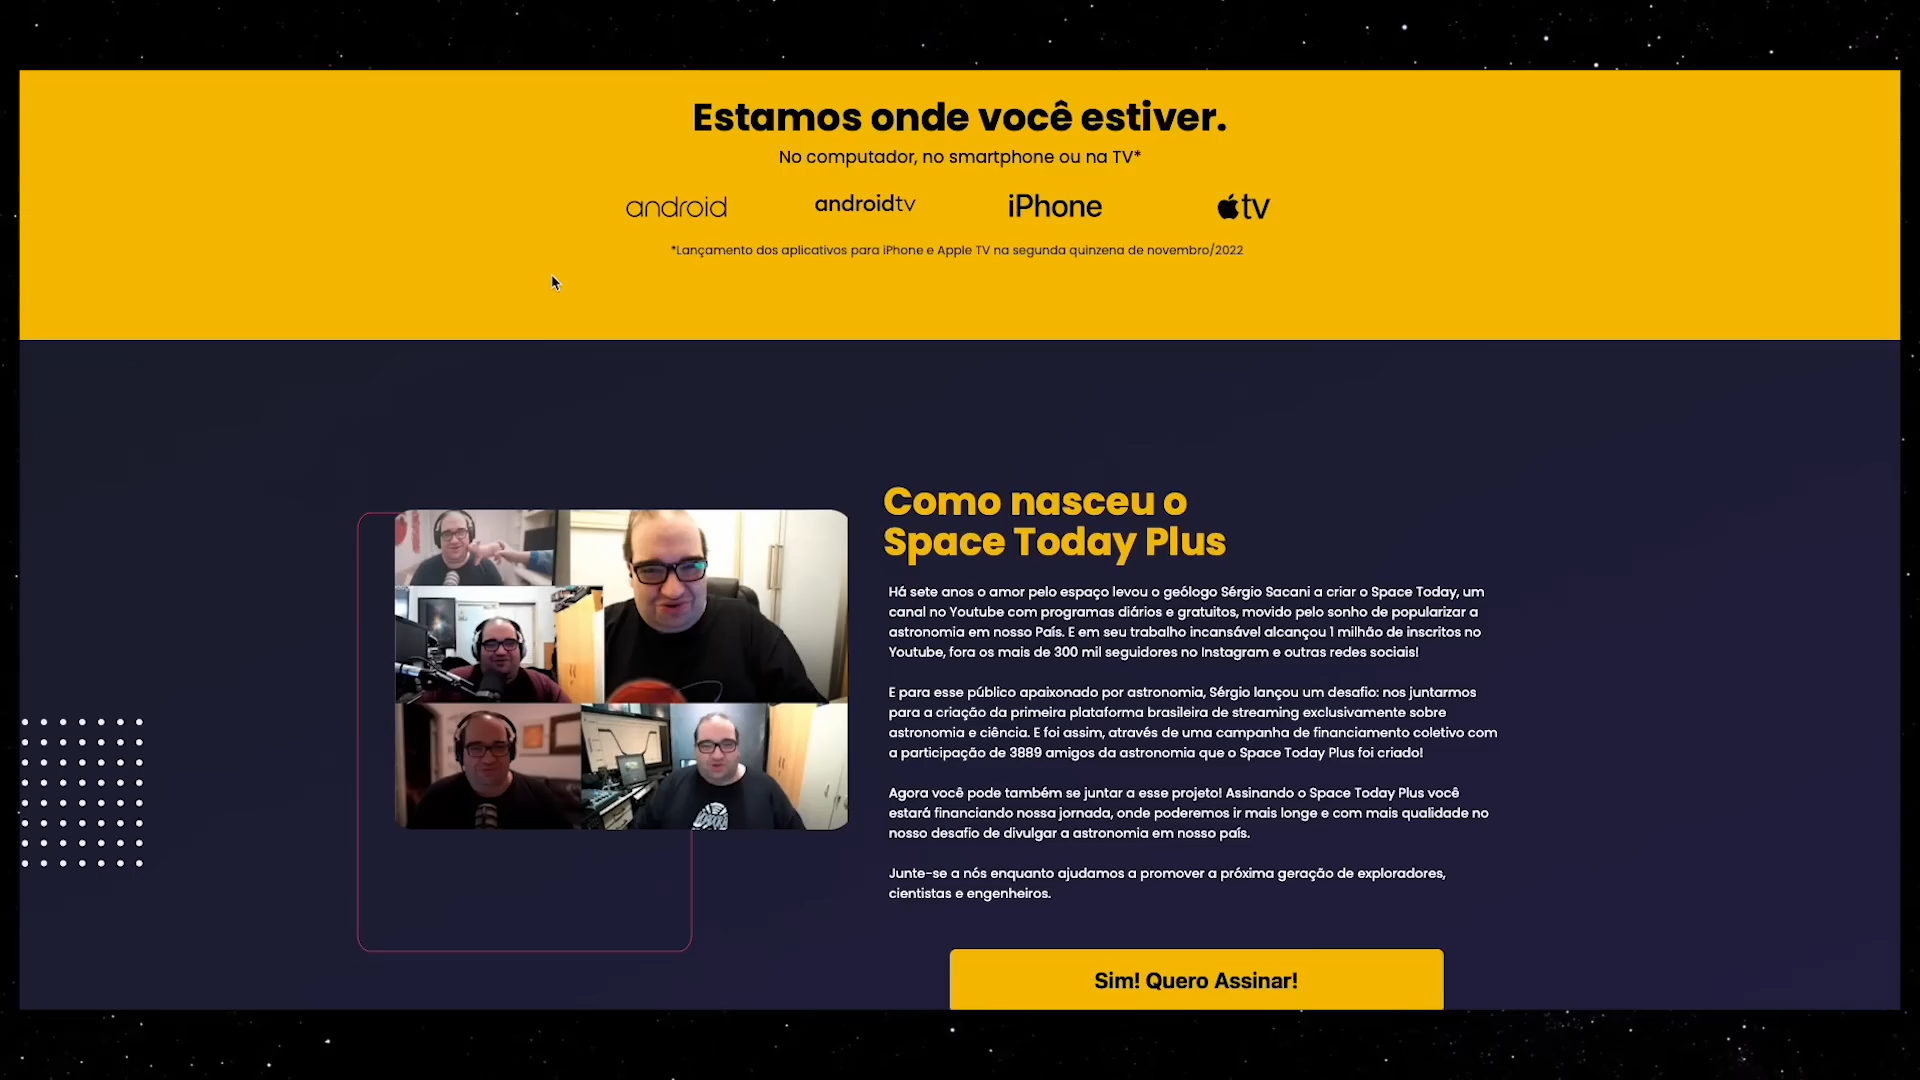 Estamos onde você estiver.
No computador, no smartphone ou na TV*
android androidtv iPhone tv
*Lançamento dos aplicativos para iPhone e Apple TV na segunda quinzena de novembro/2022
Como nasceu o
Space Today Plus
Há sete anos o amor pelo espaço levou o geólogo Sérgio Sacani a criar o Space Today, um
canal no Youtube com programas diários e gratuitos, movido pelo sonho de popularizar a
astronomia em nosso País. E em seu trabalho incansável alcançou 1 milhão de inscritos no
Youtube, fora os mais de 300 mil seguidores no Instagram e outras redes sociais!
E para esse público apaixonado por astronomia, Sérgio lançou um desafio: nos juntarmos
para a criação da primeira plataforma brasileira de streaming exclusivamente sobre
astronomia e ciência. E foi assim, através de uma campanha de financiamento coletivo com
a participação de 3889 amigos da astronomia que o Space Today Plus foi criado!
Agora você pode também se juntar a esse projeto! Assinando o Space Today Plus você
estará financiando nossa jornada, onde poderemos ir mais longe e com mais qualidade no
nosso desafio de divulgar a astronomia em nosso país.
Junte-se a nós enquanto ajudamos a promover a próxima geração de exploradores,
cientistas e engenheiros.
Sim! Quero Assinar!